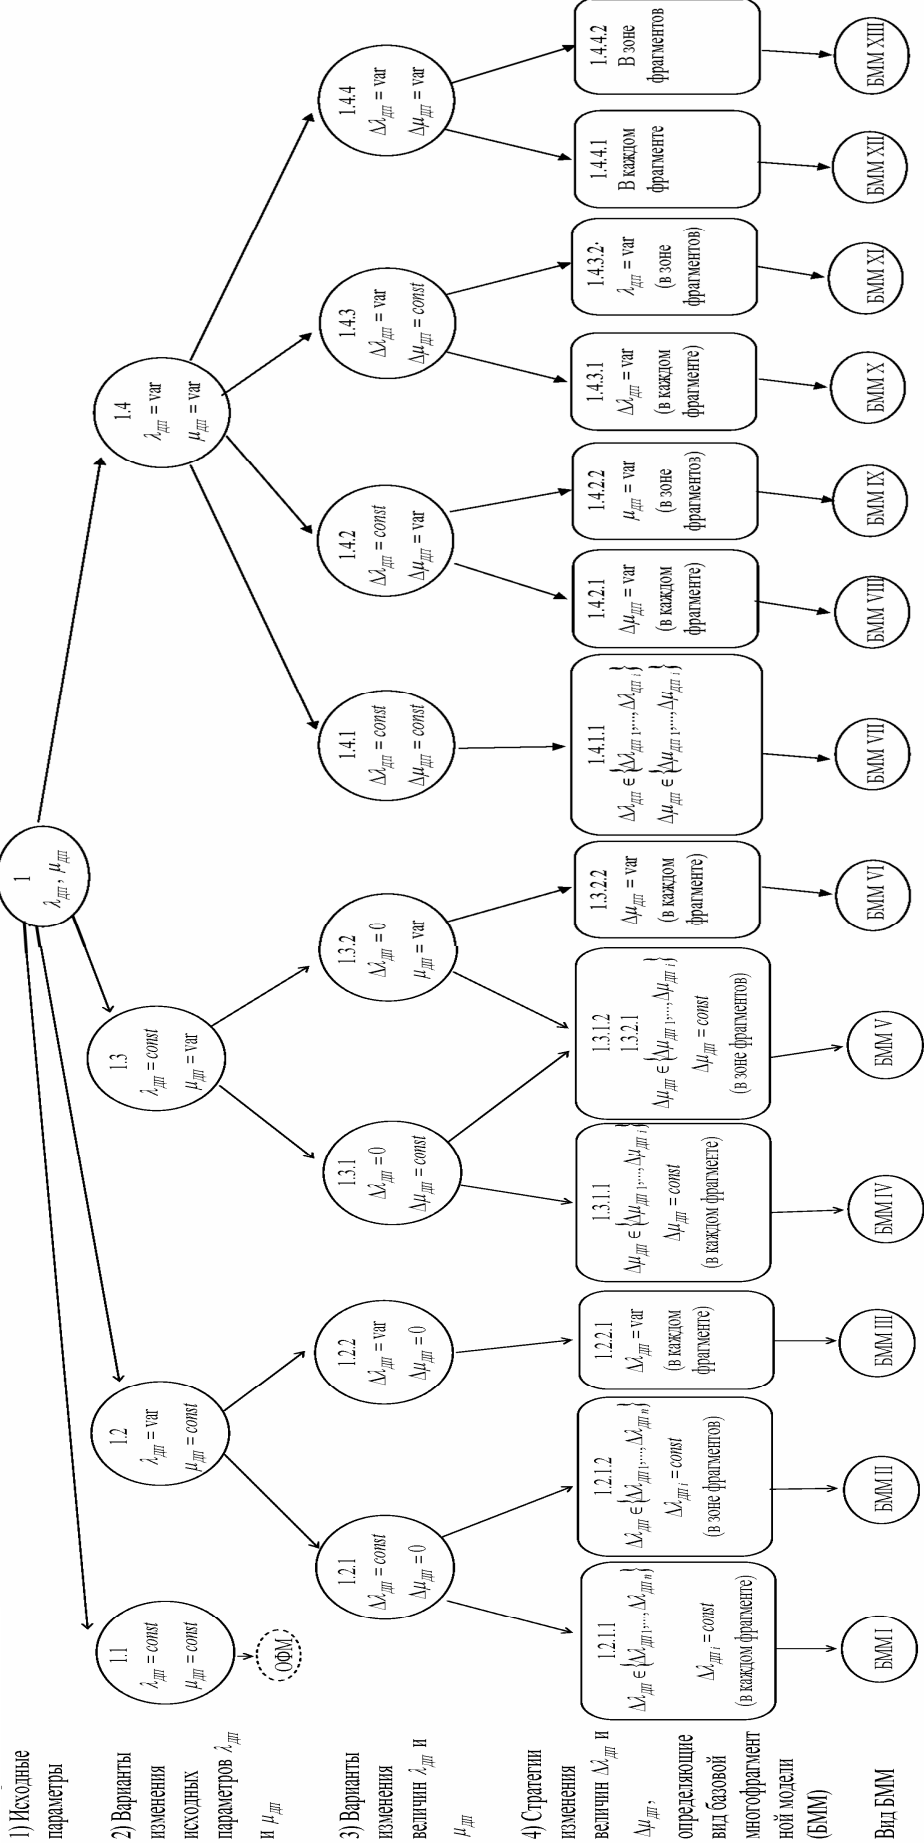 1) Исходные
параметры
1
λДП , μДП
2) Варианты
изменения
исходных
параметров λДП
и μДП
1.1
λДП = const
μДП = const
ОФМ
1.2
λДП = var
μДП = const
1.3
λДП = const
μДП = var
1.4
λДП = var
μДП = var
3) Варианты
изменения
величин λДП и
μДП
1.2.1
ΔλДП = const
ΔμДП = 0
1.2.2
ΔλДП = var
ΔμДП = 0
1.3.1
ΔλДП = 0
ΔμДП = const
1.3.2
ΔλДП = 0
μДП = var
1.4.1
ΔλДП = const
ΔμДП = const
1.4.2
ΔλДП = const
ΔμДП = var
1.4.3
ΔλДП = var
ΔμДП = const
1.4.4
ΔλДП = var
ΔμДП = var
4) Стратегии
изменения
величин ΔλДП и
ΔμДП ,
определяющие
вид базовой
многофрагмент
ной модели
(БММ)
1.2.1.1
ΔλДП ∈ {ΔλДП 1,..., ΔλДП n}
ΔλДП i = const
(в каждом фрагменте)
1.2.1.2
ΔλДП ∈ {ΔλДП 1,..., ΔλДП n}
ΔλДП i = const
(в зоне фрагментов)
1.2.2.1
ΔλДП = var
(в каждом
фрагменте)
1.3.1.1
ΔμДП ∈ {ΔμДП 1,..., ΔμДП i}
ΔμДП = const
(в каждом фрагменте)
1.3.1.2
1.3.2.1
ΔμДП ∈ {ΔμДП 1,..., ΔμДП i}
ΔμДП = const
(в зоне фрагментов)
1.3.2.2
ΔμДП = var
(в каждом
фрагменте)
1.4.1.1
ΔλДП ∈ {ΔλДП 1,..., ΔλДП i}
ΔμДП ∈ {ΔμДП 1,..., ΔμДП i}
1.4.2.1
ΔμДП = var
(в каждом
фрагменте)
1.4.2.2
μДП = var
(в зоне
фрагментов)
1.4.3.1
ΔλДП = var
(в каждом
фрагменте)
1.4.3.2.
λДП = var
(в зоне
фрагментов)
1.4.4.1
В каждом
фрагменте
1.4.4.2
В зоне
фрагментов
Вид БММ
БММ I
БММ II
БММ III
БММ IV
БММ V
БММ VI
БММ VII
БММ VIII
БММ IX
БММ X
БММ XI
БММ XII
БММ XIII